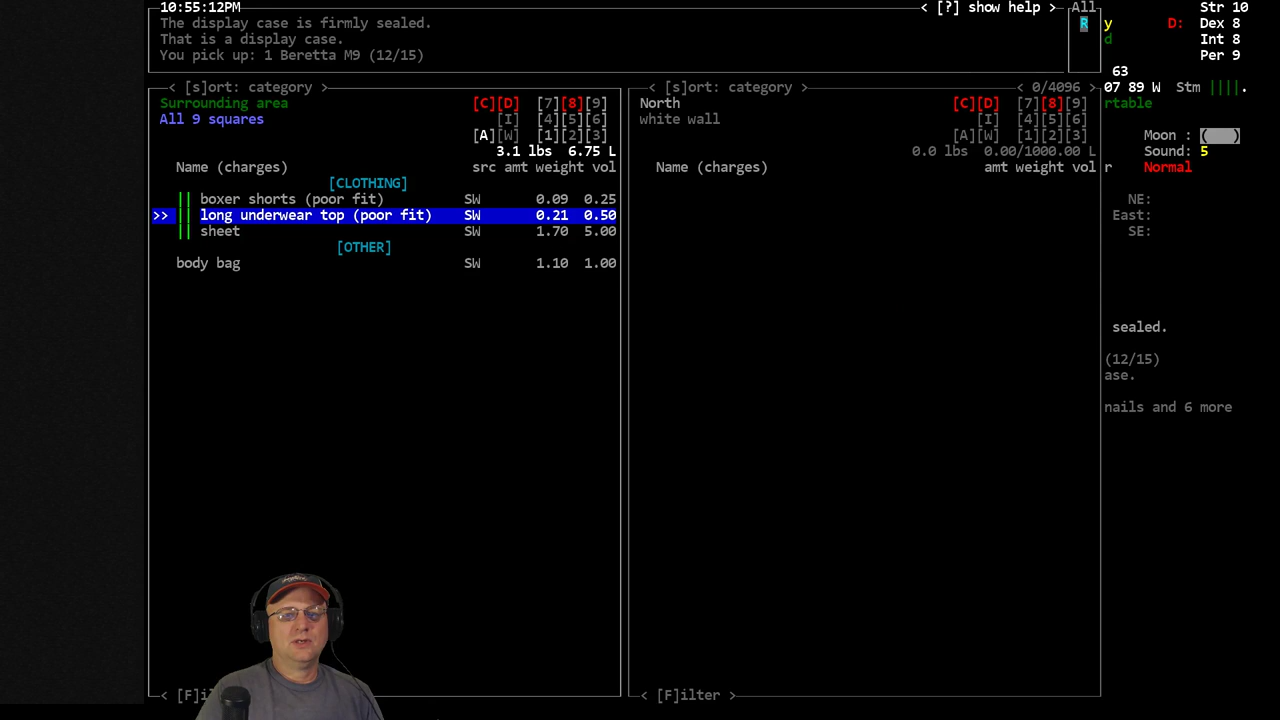 10:55:12PM < [?] show help > All Str 10
The display case is firmly sealed. R y D: Dex 8
That is a display case. d Int 8
You pick up: 1 Beretta M9 (12/15) Per 9
63
< [s]ort: category > < [s]ort: category > < 0/4096 > 07 89 W Stm ||||.
Surrounding area [C][D] [7][8][9] North [C][D] [7][8][9] rtable
All 9 squares [I] [4][5][6] white wall [I] [4][5][6]
[A][W] [1][2][3] [A][W] [1][2][3] Moon : ( )
3.1 lbs 6.75 L 0.0 lbs 0.00/1000.00 L Sound: 5
Name (charges) src amt weight vol Name (charges) amt weight vol r Normal
[CLOTHING]
|| boxer shorts (poor fit) SW 0.09 0.25 NE:
>> || long underwear top (poor fit) SW 0.21 0.50 East:
|| sheet SW 1.70 5.00 SE:
[OTHER]
body bag SW 1.10 1.00
sealed.
(12/15)
ase.
nails and 6 more
< [F]il < [F]ilter >